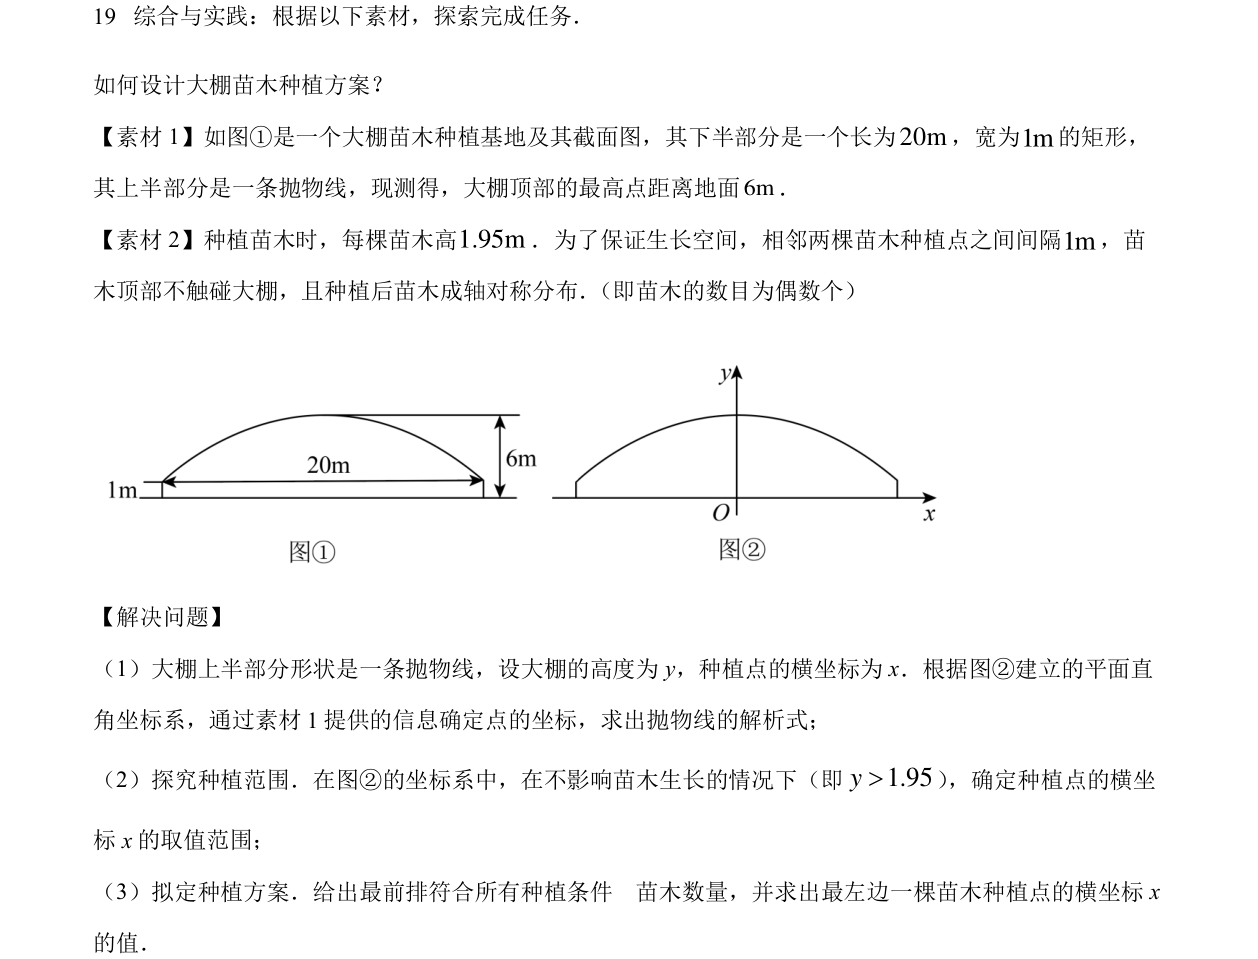 19 综合与实践：根据以下素材，探索完成任务．
如何设计大棚苗木种植方案？
【素材 1】如图①是一个大棚苗木种植基地及其截面图，其下半部分是一个长为20m，宽为1m的矩形，
其上半部分是一条抛物线，现测得，大棚顶部的最高点距离地面6m．
【素材 2】种植苗木时，每棵苗木高1.95m．为了保证生长空间，相邻两棵苗木种植点之间间隔1m，苗
木顶部不触碰大棚，且种植后苗木成轴对称分布．（即苗木的数目为偶数个）
20m
1m
6m
图①
y
O
x
图②
【解决问题】
（1）大棚上半部分形状是一条抛物线，设大棚的高度为 y，种植点的横坐标为 x．根据图②建立的平面直
角坐标系，通过素材 1 提供的信息确定点的坐标，求出抛物线的解析式；
（2）探究种植范围．在图②的坐标系中，在不影响苗木生长的情况下（即 y >1.95），确定种植点的横坐
标 x 的取值范围；
（3）拟定种植方案．给出最前排符合所有种植条件 苗木数量，并求出最左边一棵苗木种植点的横坐标 x
的值．